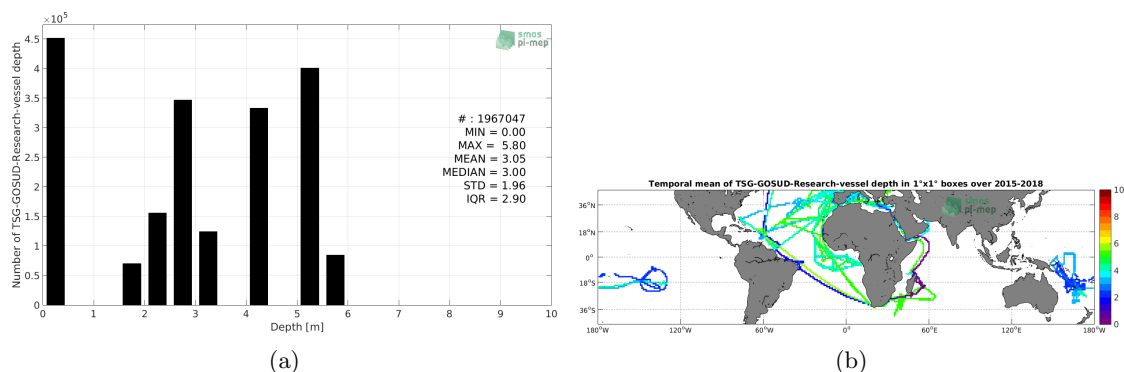 ×10⁵
smos
pi-mep
Number of TSG-GOSUD-Research-vessel depth
4.5
4
3.5
3
2.5
2
1.5
1
0.5
0
# : 1967047
MIN = 0.00
MAX = 5.80
MEAN = 3.05
MEDIAN = 3.00
STD = 1.96
IQR = 2.90
0 1 2 3 4 5 6 7 8 9 10
Depth [m]
(a)
Temporal mean of TSG-GOSUD-Research-vessel depth in 1°x1° boxes over 2015-2018
smos
pi-mep
36°N
18°N
0°
18°S
36°S
180°W 120°W 60°W 0° 60°E 120°E 180°W
10
8
6
4
2
0
(b)